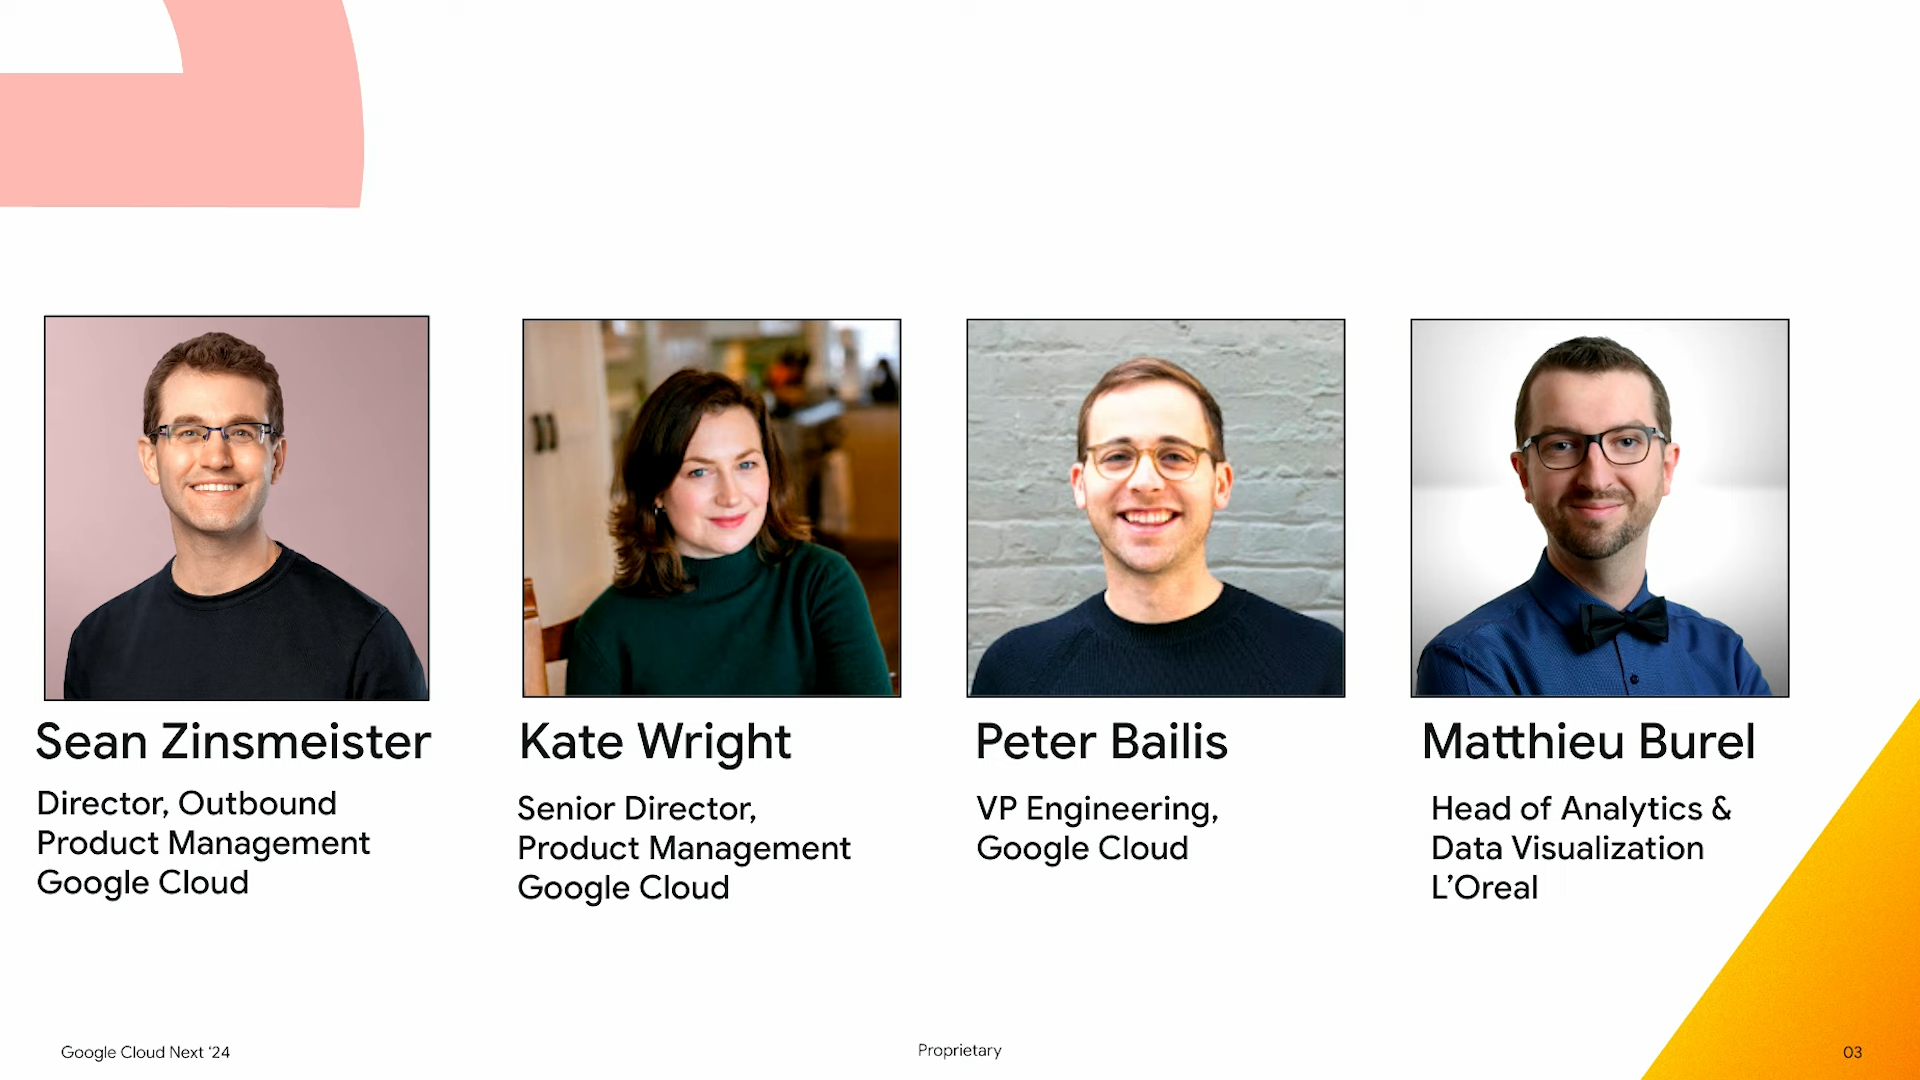 Sean Zinsmeister
Director, Outbound
Product Management
Google Cloud
Kate Wright
Senior Director,
Product Management
Google Cloud
Peter Bailis
VP Engineering,
Google Cloud
Matthieu Burel
Head of Analytics &
Data Visualization
L’Oreal
Google Cloud Next ‘24
Proprietary
03